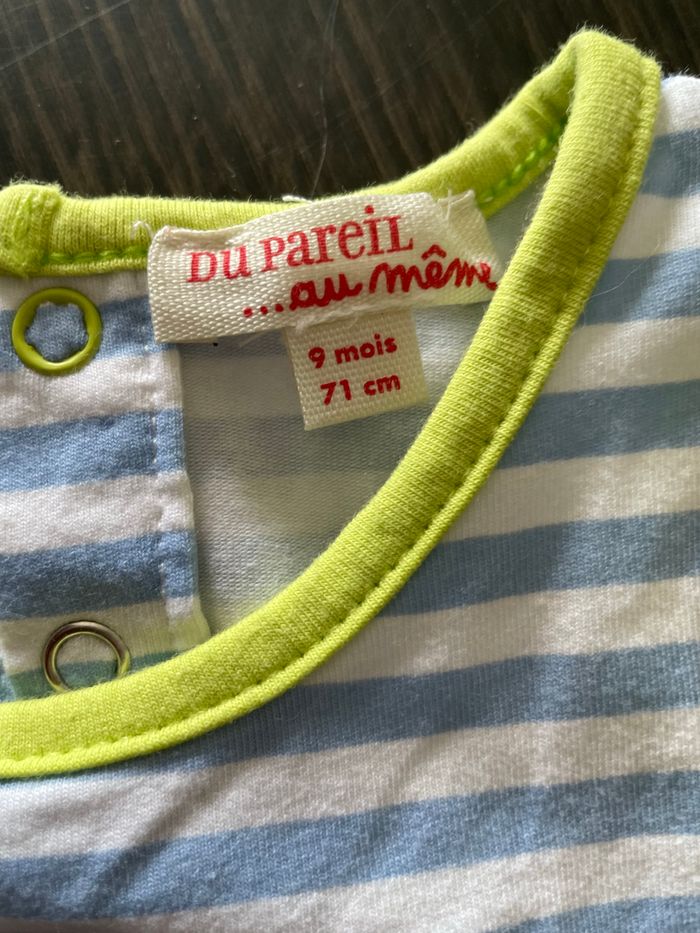 DU PAREIL
...au même
9 mois
71 cm